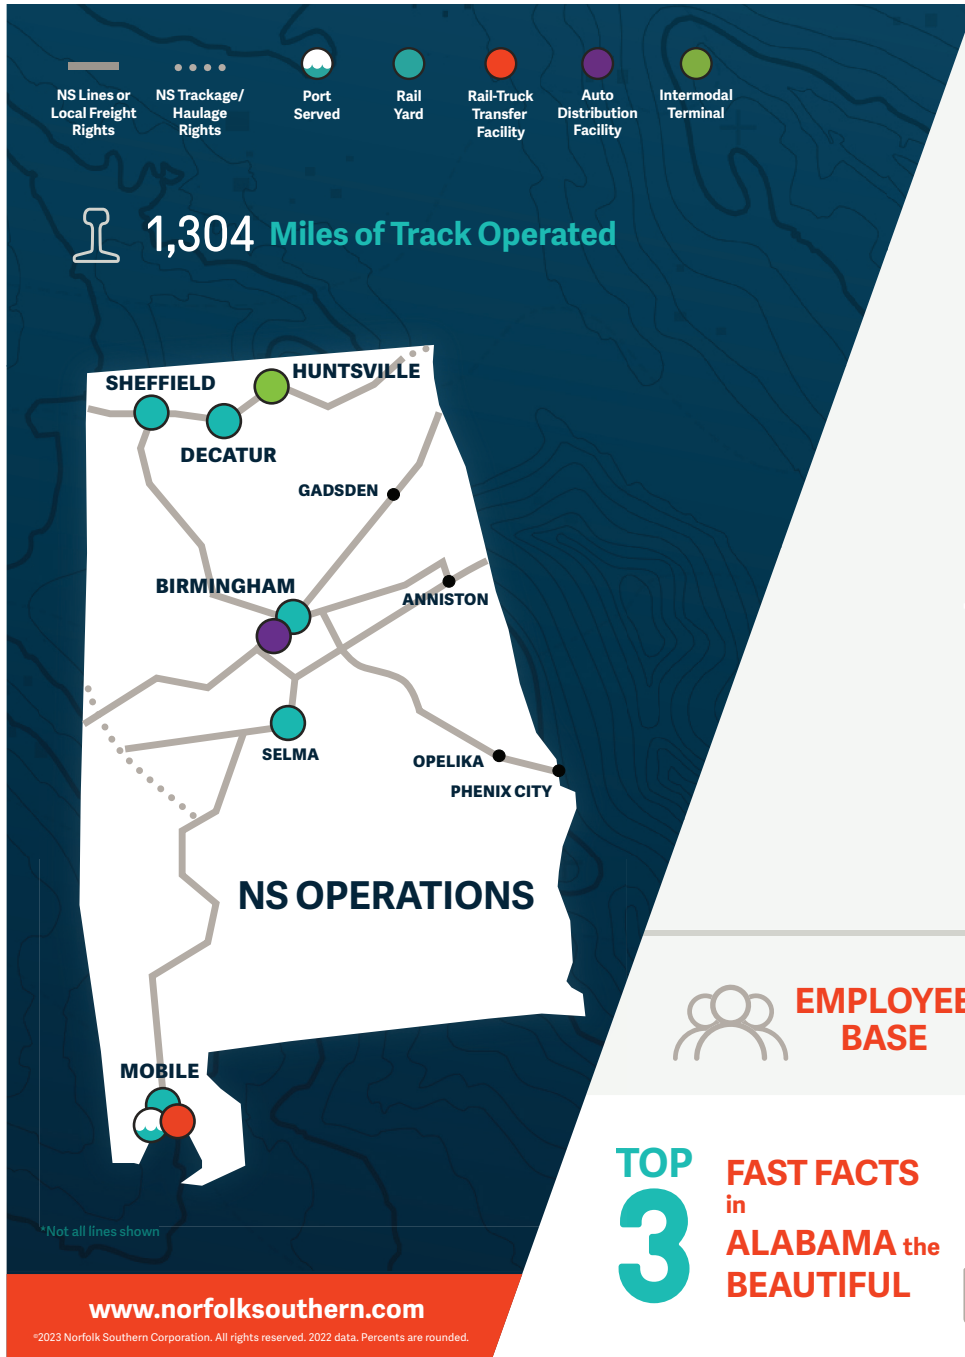 NS Lines or
Local Freight
Rights
NS Trackage/
Haulage
Rights
Port
Served
Rail
Yard
Rail-Truck
Transfer
Facility
Auto
Distribution
Facility
Intermodal
Terminal
1,304 Miles of Track Operated
HUNTSVILLE
SHEFFIELD
DECATUR
GADSDEN
BIRMINGHAM
ANNISTON
SELMA
OPELIKA
PHENIX CITY
NS OPERATIONS
MOBILE
*Not all lines shown
www.norfolksouthern.com
©2023 Norfolk Southern Corporation. All rights reserved. 2022 data. Percents are rounded.
EMPLOYEE
BASE
TOP
3
FAST FACTS
in
ALABAMA the
BEAUTIFUL